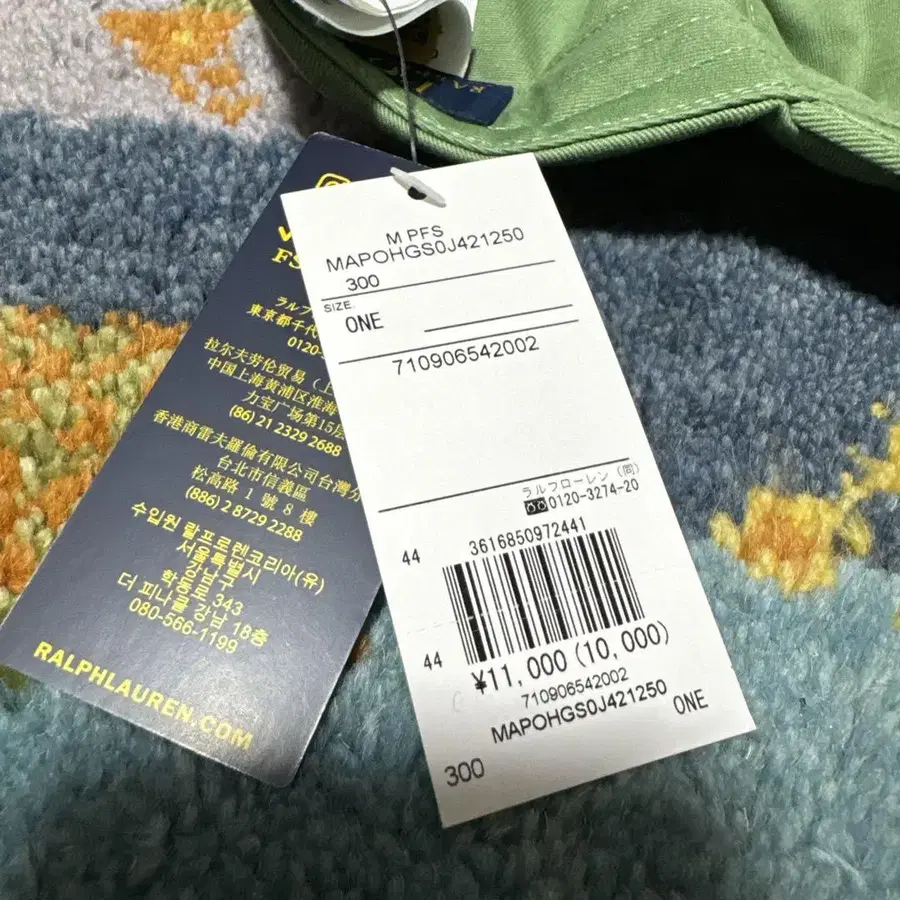 M PFS
MAPOHGS0J421250
300
SIZE.
ONE
710906542002
ラルフローレン (問)
0120-3274-20
44
3616850972441
44
¥11,000 (10,000)
710906542002
MAPOHGS0J421250
ONE
300
FS
ラルフ
東京都千代
0120-
拉尔夫劳伦贸易（上
中国上海黄浦区淮海
力宝广场第15层
(86) 21 2329 2688
香港商雷夫羅倫有限公司台灣分
台北市信義區
松高路 1 號 8 樓
(886) 2 8729 2288
수입원 랄프로렌코리아(유)
서울특별시
강남구
학동로 343
더 피나클 강남 18층
080-566-1199
RALPHLAUREN.COM